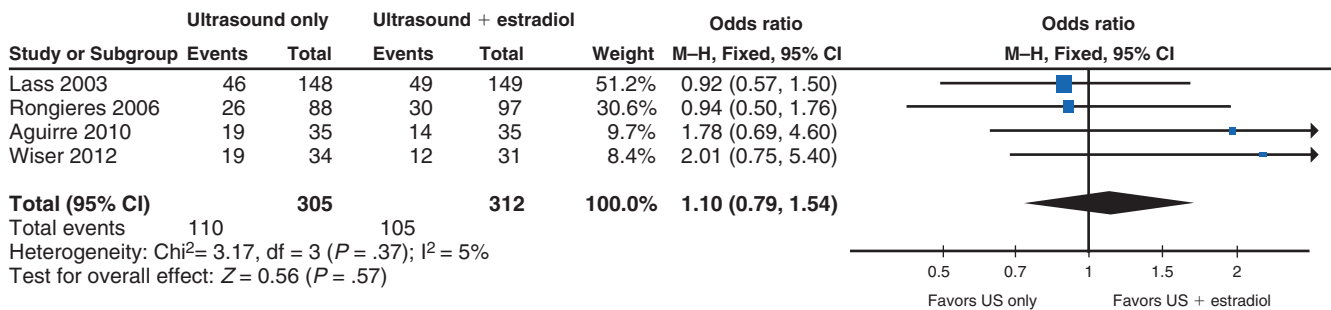 Ultrasound only Ultrasound + estradiol Odds ratio Odds ratio
Study or Subgroup Events Total Events Total Weight M–H, Fixed, 95% CI M–H, Fixed, 95% CI
Lass 2003 46 148 49 149 51.2% 0.92 (0.57, 1.50)
Rongieres 2006 26 88 30 97 30.6% 0.94 (0.50, 1.76)
Aguirre 2010 19 35 14 35 9.7% 1.78 (0.69, 4.60)
Wiser 2012 19 34 12 31 8.4% 2.01 (0.75, 5.40)
Total (95% CI) 305 312 100.0% 1.10 (0.79, 1.54)
Total events 110 105
Heterogeneity: Chi²= 3.17, df = 3 (P = .37); I² = 5%
Test for overall effect: Z = 0.56 (P = .57)
0.5 0.7 1 1.5 2
Favors US only Favors US + estradiol